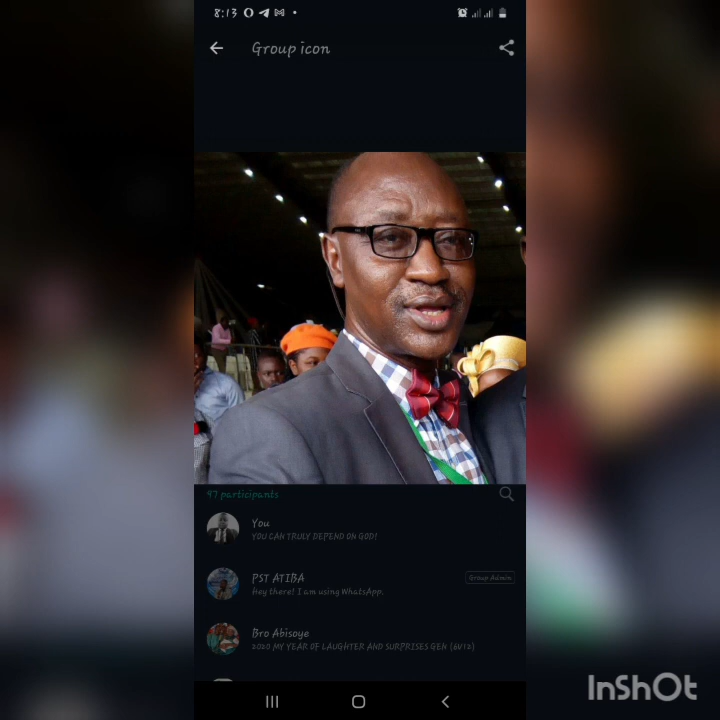 8:13
Group icon
97 participants
You
YOU CAN TRULY DEPEND ON GOD!
PST ATIBA
Group Admin
Hey there! I am using WhatsApp.
Bro Abisoye
2020 MY YEAR OF LAUGHTER AND SURPRISES GEN (6V12)
InShOt